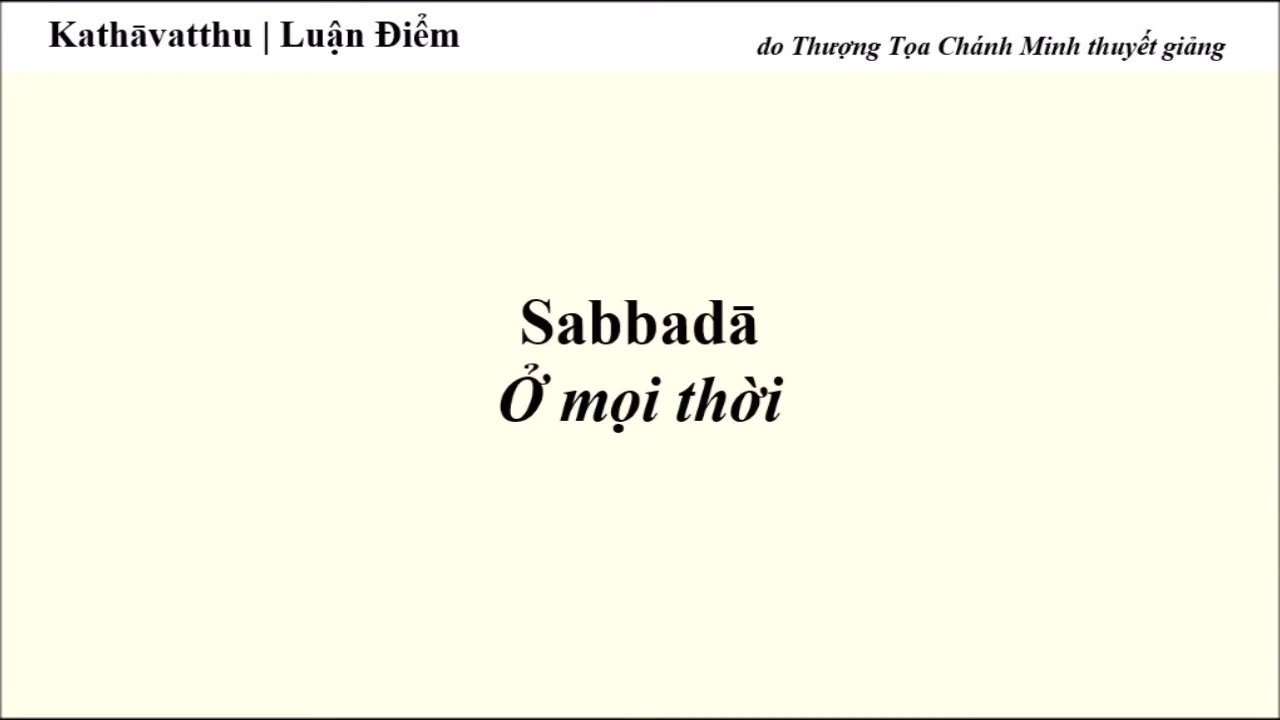 Kathāvatthu | Luận Điểm
do Thượng Tọa Chánh Minh thuyết giảng
Sabbadā
Ở mọi thời